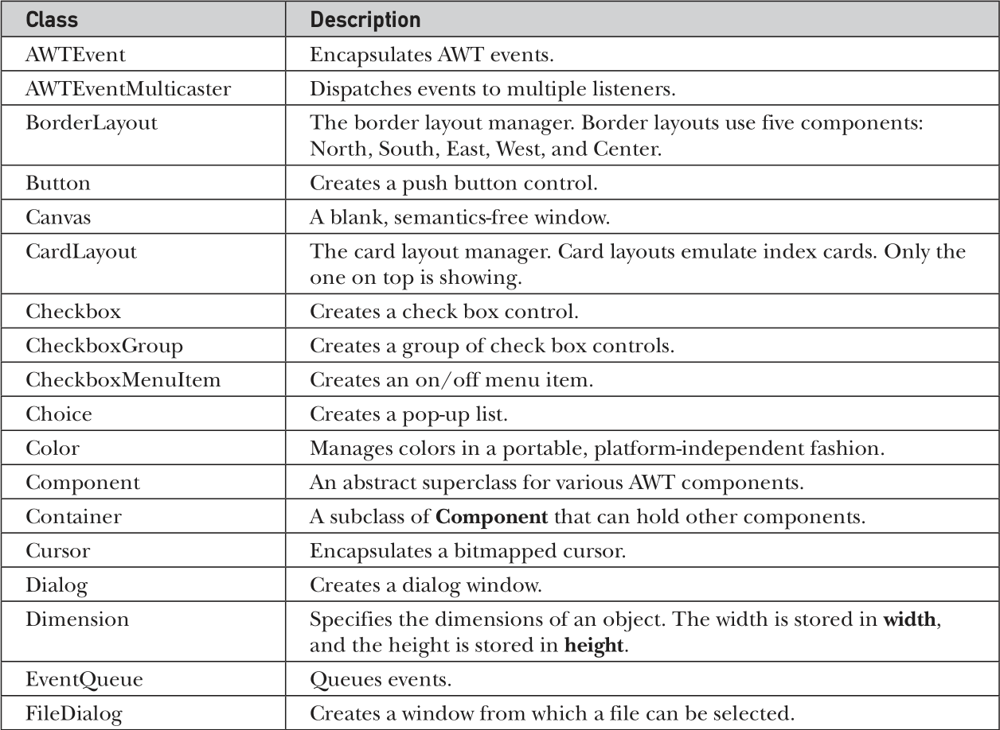 Class Description
AWTEvent Encapsulates AWT events.
AWTEventMulticaster Dispatches events to multiple listeners.
BorderLayout The border layout manager. Border layouts use five components:
North, South, East, West, and Center.
Button Creates a push button control.
Canvas A blank, semantics-free window.
CardLayout The card layout manager. Card layouts emulate index cards. Only the
one on top is showing.
Checkbox Creates a check box control.
CheckboxGroup Creates a group of check box controls.
CheckboxMenuItem Creates an on/off menu item.
Choice Creates a pop-up list.
Color Manages colors in a portable, platform-independent fashion.
Component An abstract superclass for various AWT components.
Container A subclass of Component that can hold other components.
Cursor Encapsulates a bitmapped cursor.
Dialog Creates a dialog window.
Dimension Specifies the dimensions of an object. The width is stored in width,
and the height is stored in height.
EventQueue Queues events.
FileDialog Creates a window from which a file can be selected.